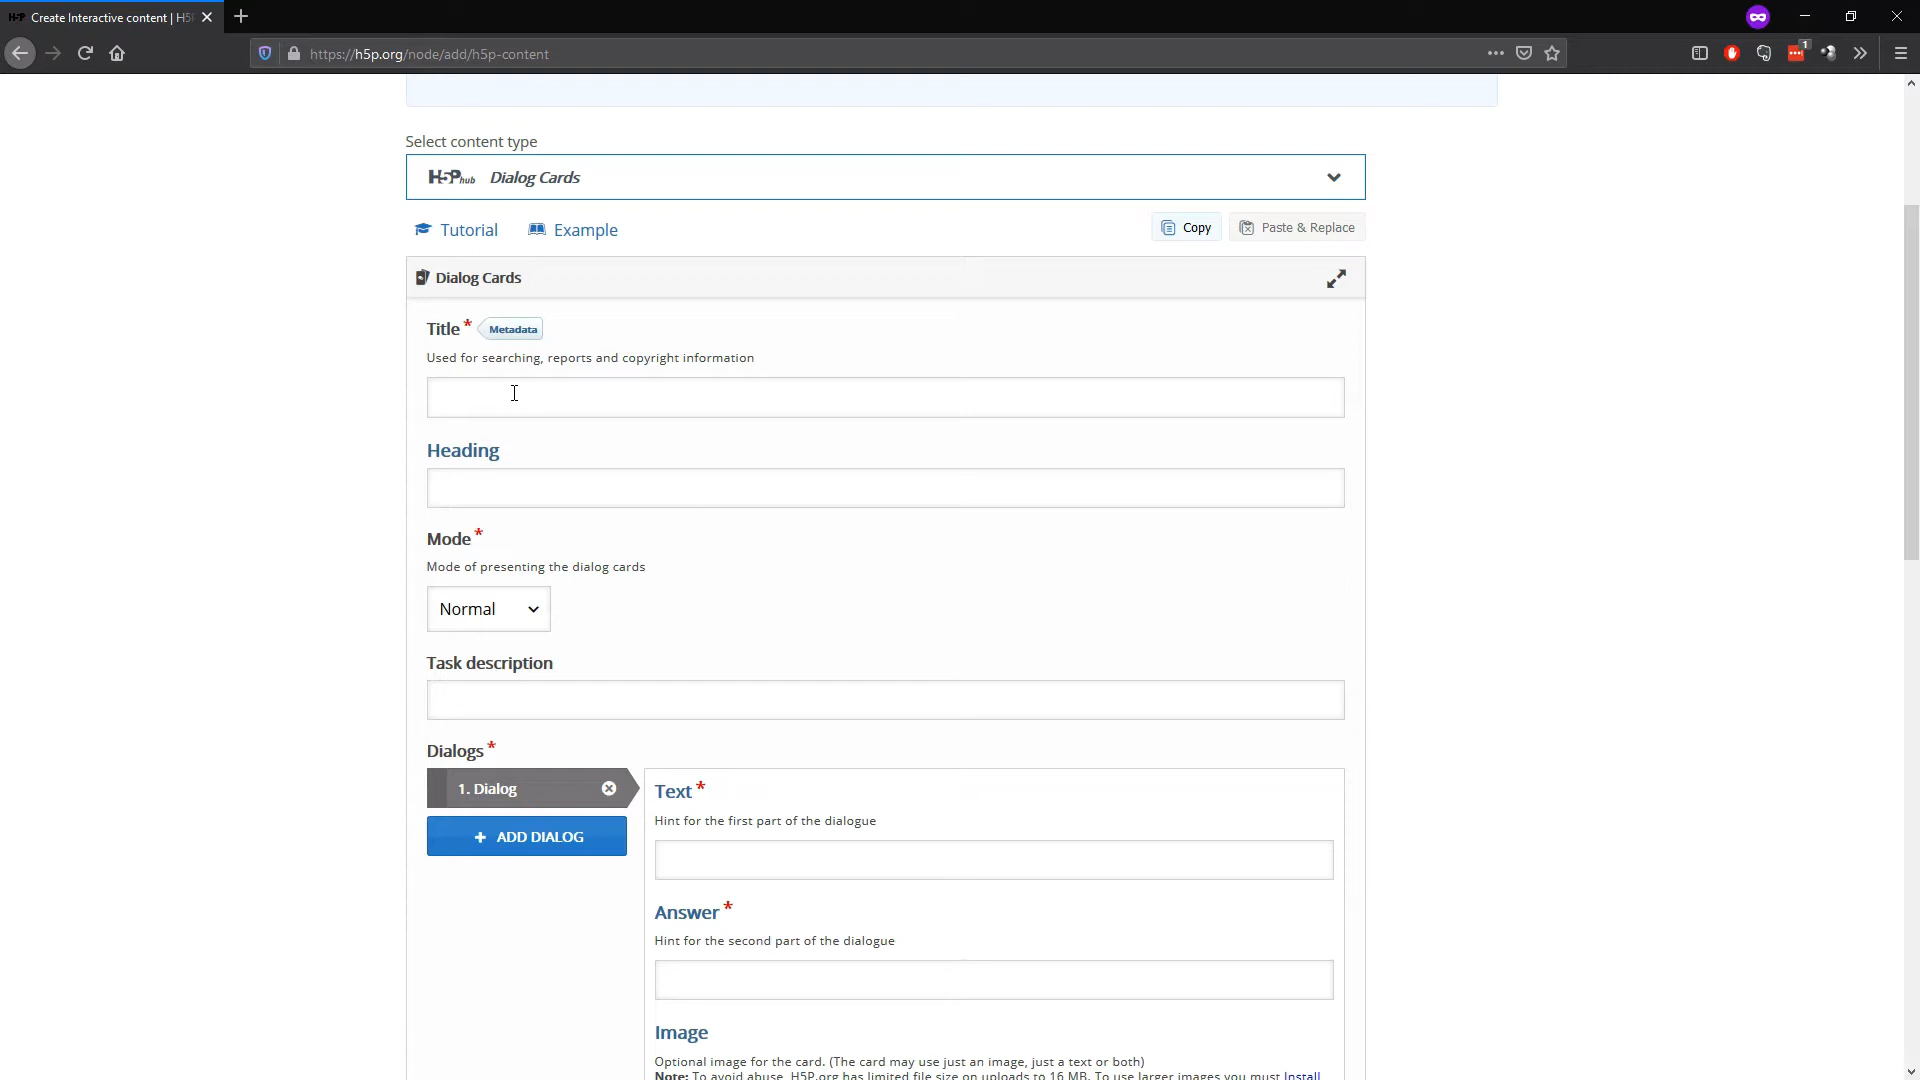 Create Interactive content | H5
https://h5p.org/node/add/h5p-content
1
Select content type
H5P hub Dialog Cards
Tutorial Example Copy Paste & Replace
Dialog Cards
Title * Metadata
Used for searching, reports and copyright information
Heading
Mode *
Mode of presenting the dialog cards
Normal
Task description
Dialogs *
1. Dialog
+ ADD DIALOG
Text *
Hint for the first part of the dialogue
Answer *
Hint for the second part of the dialogue
Image
Optional image for the card. (The card may use just an image, just a text or both)
Note: To avoid abuse, H5P.org has limited file size on uploads to 16 MB. To use larger images you must Install